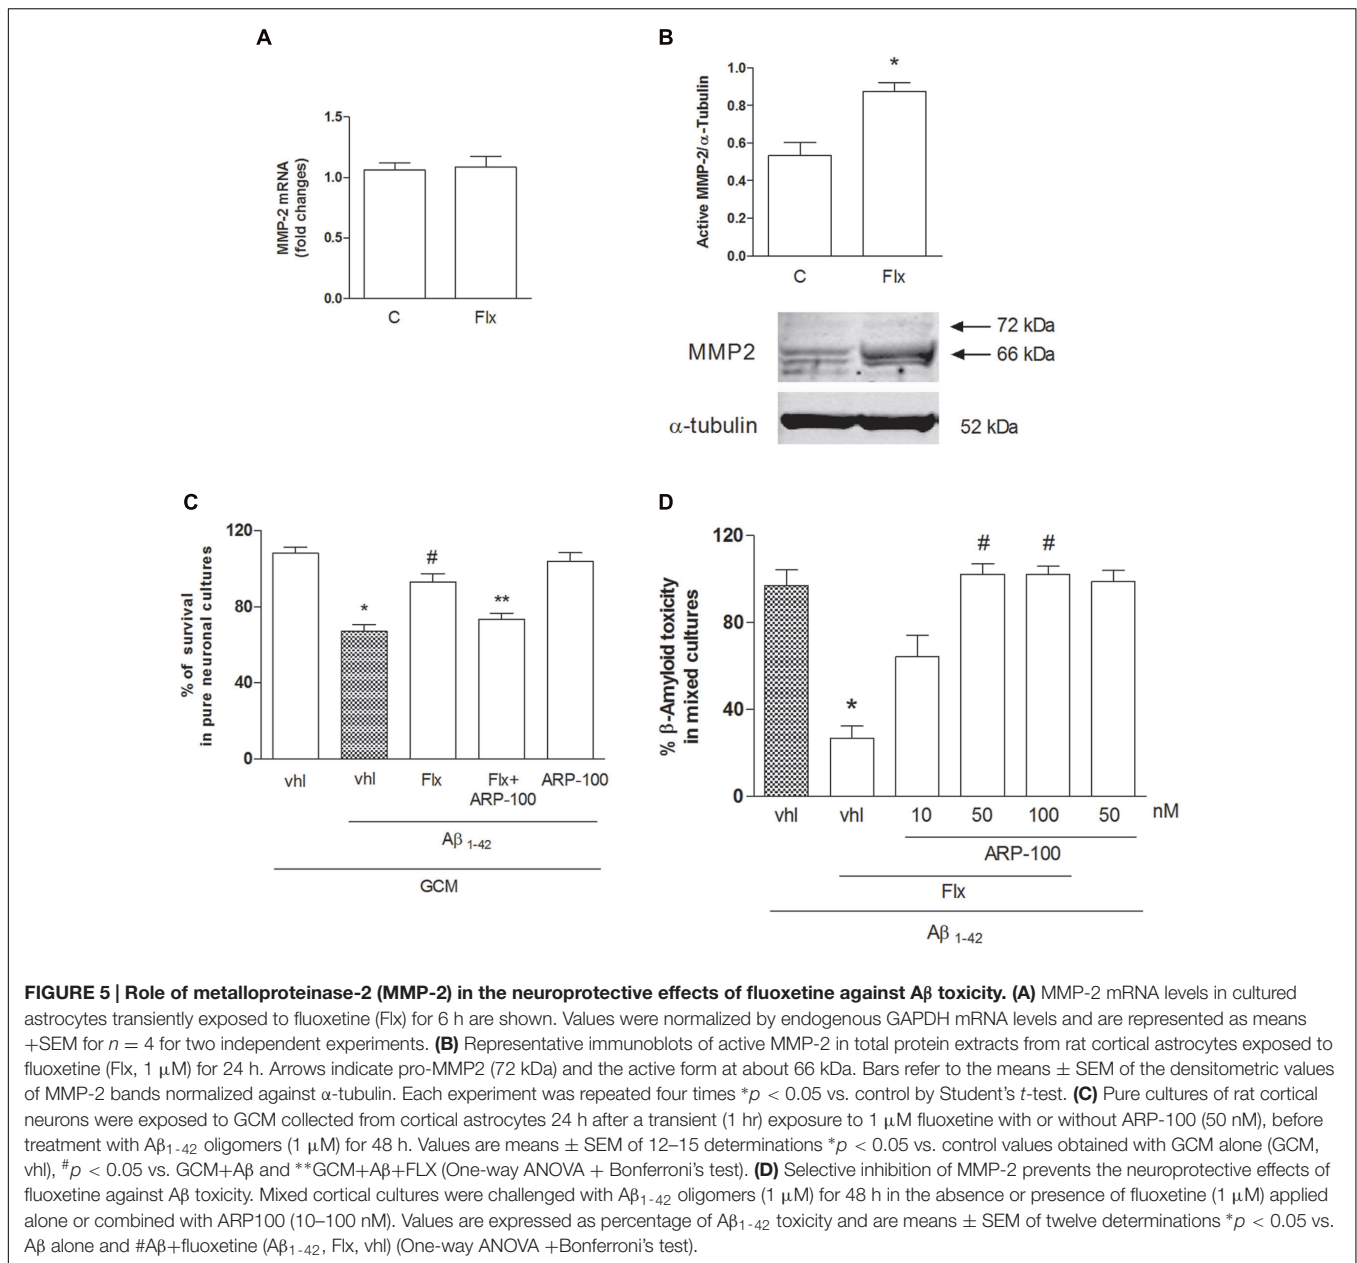 A
1.5
1.0
0.5
0.0
MMP-2 mRNA
(fold changes)
C Flx
B
*
1.0
0.8
0.6
0.4
0.2
0.0
Active MMP-2/α-Tubulin
C Flx
MMP2
72 kDa
66 kDa
α-tubulin
52 kDa
C
120
80
40
0
% of survival
in pure neuronal cultures
* # **
vhl vhl Flx Flx+ ARP-100
ARP-100
Aβ 1-42
GCM
D
120
80
40
0
% β-Amyloid toxicity
in mixed cultures
* # #
vhl vhl 10 50 100 50 nM
ARP-100
Flx
Aβ 1-42
FIGURE 5 | Role of metalloproteinase-2 (MMP-2) in the neuroprotective effects of fluoxetine against Aβ toxicity. (A) MMP-2 mRNA levels in cultured
astrocytes transiently exposed to fluoxetine (Flx) for 6 h are shown. Values were normalized by endogenous GAPDH mRNA levels and are represented as means
+SEM for n = 4 for two independent experiments. (B) Representative immunoblots of active MMP-2 in total protein extracts from rat cortical astrocytes exposed to
fluoxetine (Flx, 1 μM) for 24 h. Arrows indicate pro-MMP2 (72 kDa) and the active form at about 66 kDa. Bars refer to the means ± SEM of the densitometric values
of MMP-2 bands normalized against α-tubulin. Each experiment was repeated four times *p < 0.05 vs. control by Student's t-test. (C) Pure cultures of rat cortical
neurons were exposed to GCM collected from cortical astrocytes 24 h after a transient (1 hr) exposure to 1 μM fluoxetine with or without ARP-100 (50 nM), before
treatment with Aβ1-42 oligomers (1 μM) for 48 h. Values are means ± SEM of 12–15 determinations *p < 0.05 vs. control values obtained with GCM alone (GCM,
vhl), #p < 0.05 vs. GCM+Aβ and **GCM+Aβ+FLX (One-way ANOVA + Bonferroni's test). (D) Selective inhibition of MMP-2 prevents the neuroprotective effects of
fluoxetine against Aβ toxicity. Mixed cortical cultures were challenged with Aβ1-42 oligomers (1 μM) for 48 h in the absence or presence of fluoxetine (1 μM) applied
alone or combined with ARP100 (10–100 nM). Values are expressed as percentage of Aβ1-42 toxicity and are means ± SEM of twelve determinations *p < 0.05 vs.
Aβ alone and #Aβ+fluoxetine (Aβ1-42, Flx, vhl) (One-way ANOVA +Bonferroni's test).